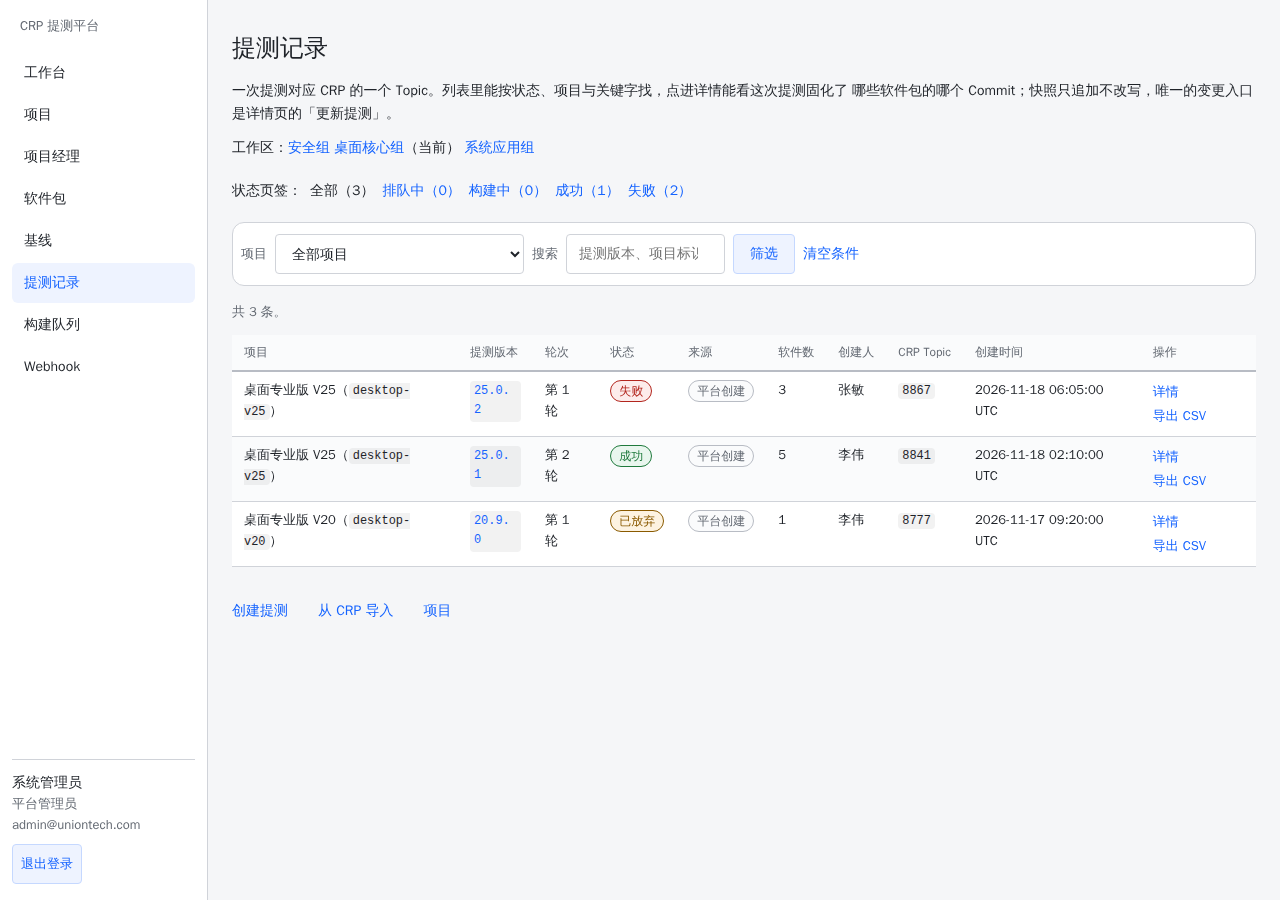 CRP 提测平台
工作台
项目
项目经理
软件包
基线
提测记录
构建队列
Webhook
系统管理员
平台管理员
admin@uniontech.com
退出登录
提测记录
一次提测对应 CRP 的一个 Topic。列表里能按状态、项目与关键字找，点进详情能看这次提测固化了 哪些软件包的哪个 Commit；快照只追加不改写，唯一的变更入口
是详情页的「更新提测」。
工作区：安全组 桌面核心组（当前） 系统应用组
状态页签： 全部（3） 排队中（0） 构建中（0） 成功（1） 失败（2）
项目 全部项目 搜索 提测版本、项目标识 筛选 清空条件
共 3 条。
项目 提测版本 轮次 状态 来源 软件数 创建人 CRP Topic 创建时间 操作
桌面专业版 V25（desktop- 25.0. 第 1 失败 平台创建 3 张敏 8867 2026-11-18 06:05:00 详情
v25） 2 轮 UTC 导出 CSV
桌面专业版 V25（desktop- 25.0. 第 2 成功 平台创建 5 李伟 8841 2026-11-18 02:10:00 详情
v25） 1 轮 UTC 导出 CSV
桌面专业版 V20（desktop- 20.9. 第 1 已放弃 平台创建 1 李伟 8777 2026-11-17 09:20:00 详情
v20） 0 轮 UTC 导出 CSV
创建提测 从 CRP 导入 项目